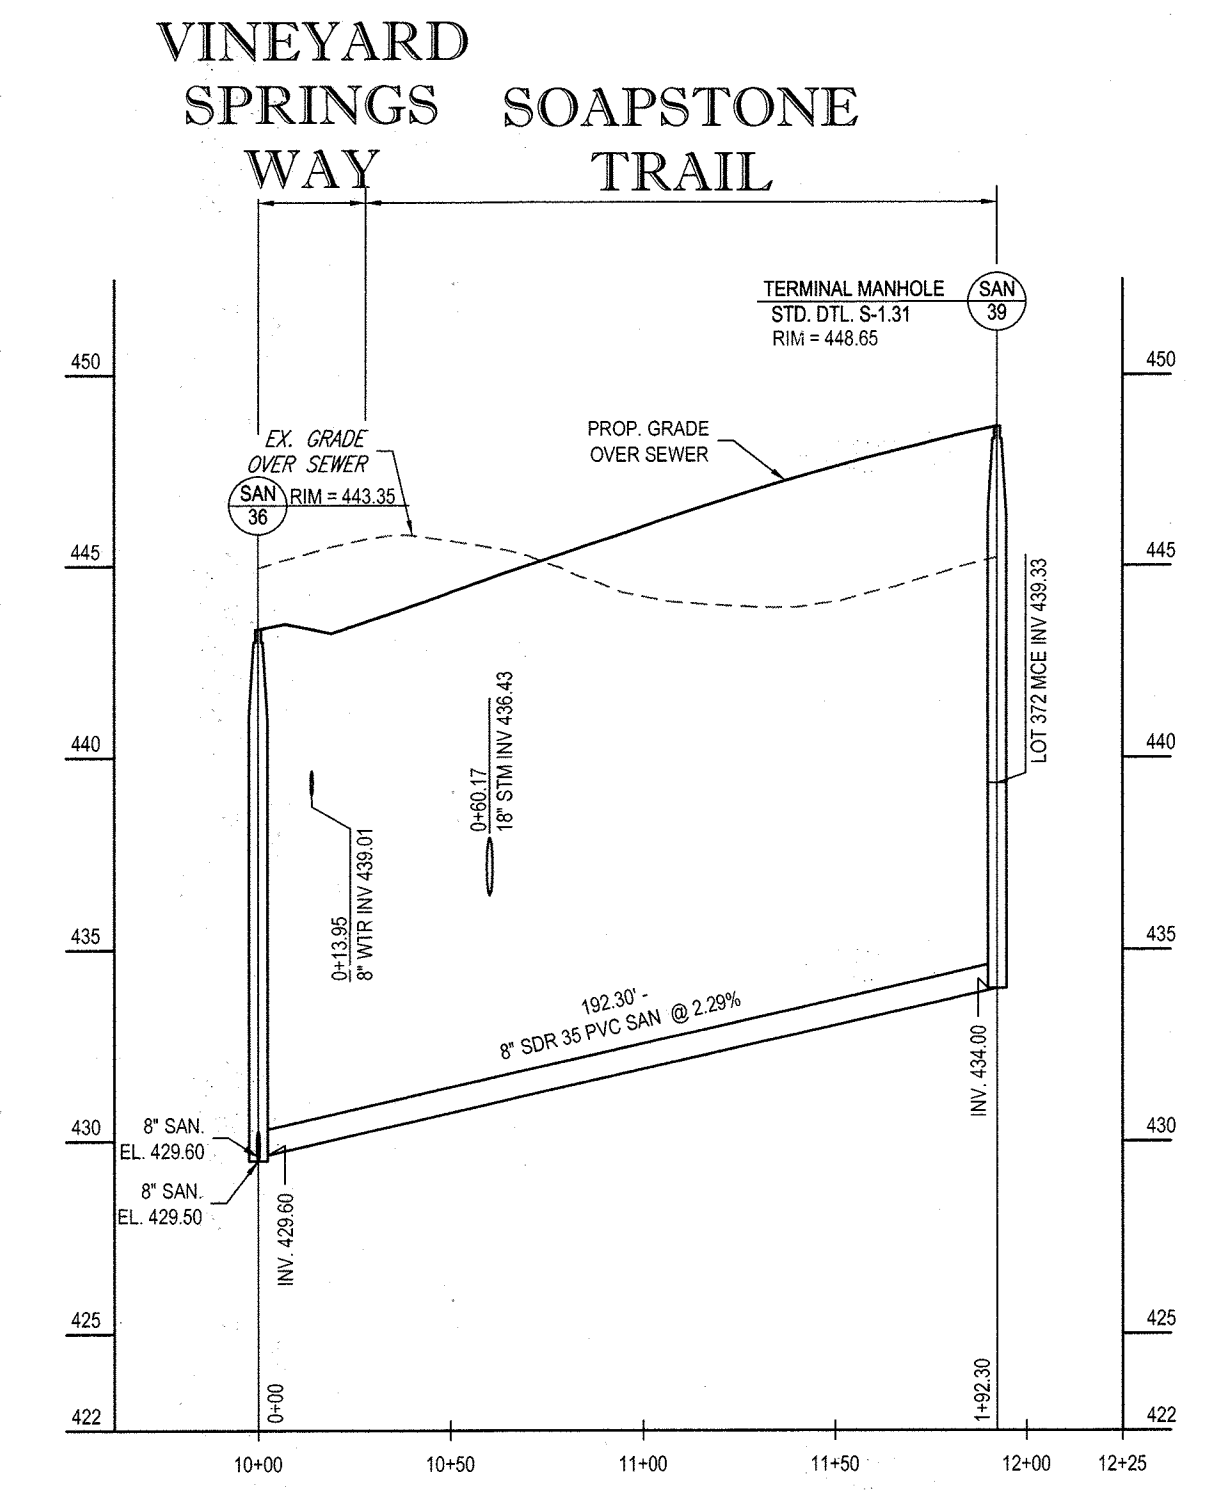 VINEYARD
SPRINGS
WAY
SOAPSTONE
TRAIL
TERMINAL MANHOLE
STD. DTL. S-1.31
RIM = 448.65
SAN
39
450
450
EX. GRADE
OVER SEWER
PROP. GRADE
OVER SEWER
SAN
36
RIM = 443.35
445
445
LOT 372 MCE INV 439.33
440
440
0+13.95
8" WTR INV 439.01
0+60.17
18" STM INV 436.43
435
435
192.30' -
8" SDR 35 PVC SAN @ 2.29%
INV. 434.00
430
430
8" SAN.
EL. 429.60
8" SAN.
EL. 429.50
INV. 429.60
425
425
0+00
1+92.30
422
422
10+00
10+50
11+00
11+50
12+00
12+25